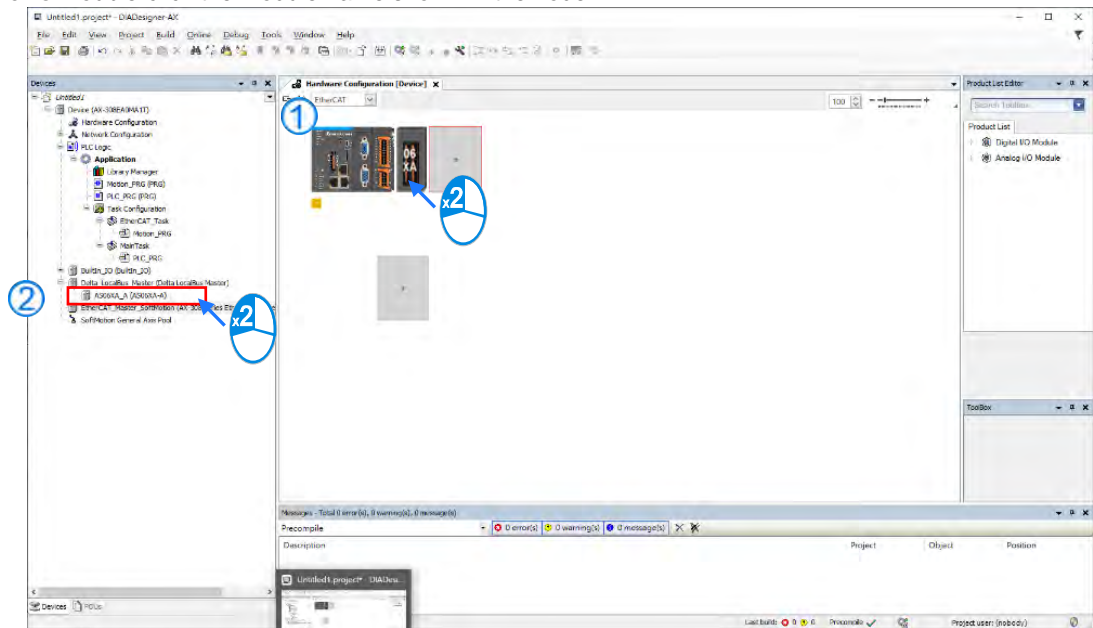 Untitled1.project* - DIADesigner-AX
File Edit View Project Build Online Debug Tools Window Help
Devices
Hardware Configuration [Device]
Product List Editor
Untitled1
Device (AX-308EA0MA1T)
EtherCAT
100
Hardware Configuration
Network Configuration
Product List
PLC Logic
Digital I/O Module
Application
Analog I/O Module
Library Manager
Motion_PRG (PRG)
PLC_PRG (PRG)
Task Configuration
EtherCAT_Task
Motion_PRG
MainTask
PLC_PRG
BuiltIn_IO (BuiltIn_IO)
Delta_LocalBus_Master (Delta LocalBus Master)
AS06XA_A (AS06XA-A)
EtherCAT_Master_SoftMotion (AX-308
SoftMotion General Axis Pool
1
06
XA
x2
2
x2
ToolBox
Messages - Total 0 error(s), 0 warning(s), 0 message(s)
Precompile
0 error(s) 0 warning(s) 0 message(s)
Description Project Object Position
Untitled1.project* - DIADes...
Devices POUs
Last build: 0 0 Precompile Project user: (nobody)